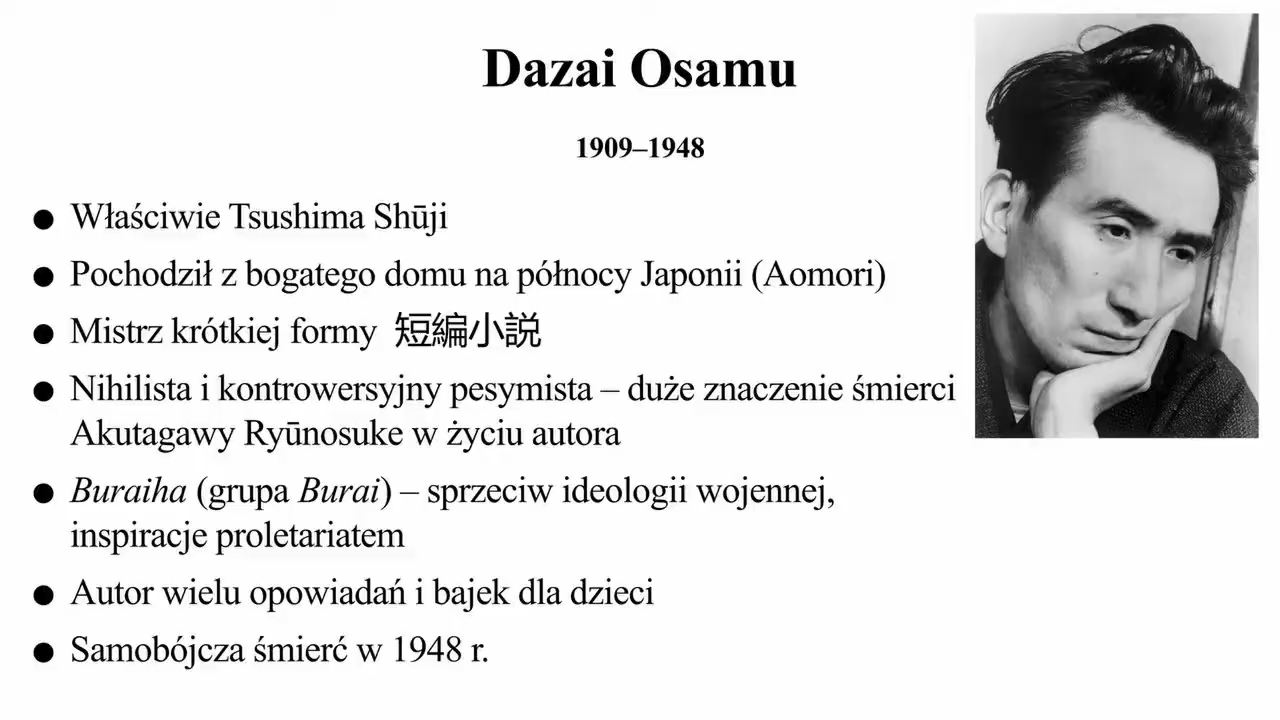 Dazai Osamu
1909–1948
● Właściwie Tsushima Shūji
● Pochodził z bogatego domu na północy Japonii (Aomori)
● Mistrz krótkiej formy 短編小説
● Nihilista i kontrowersyjny pesymista – duże znaczenie śmierci
Akutagawy Ryūnosuke w życiu autora
● Buraiha (grupa Burai) – sprzeciw ideologii wojennej,
inspiracje proletariatem
● Autor wielu opowiadań i bajek dla dzieci
● Samobójcza śmierć w 1948 r.